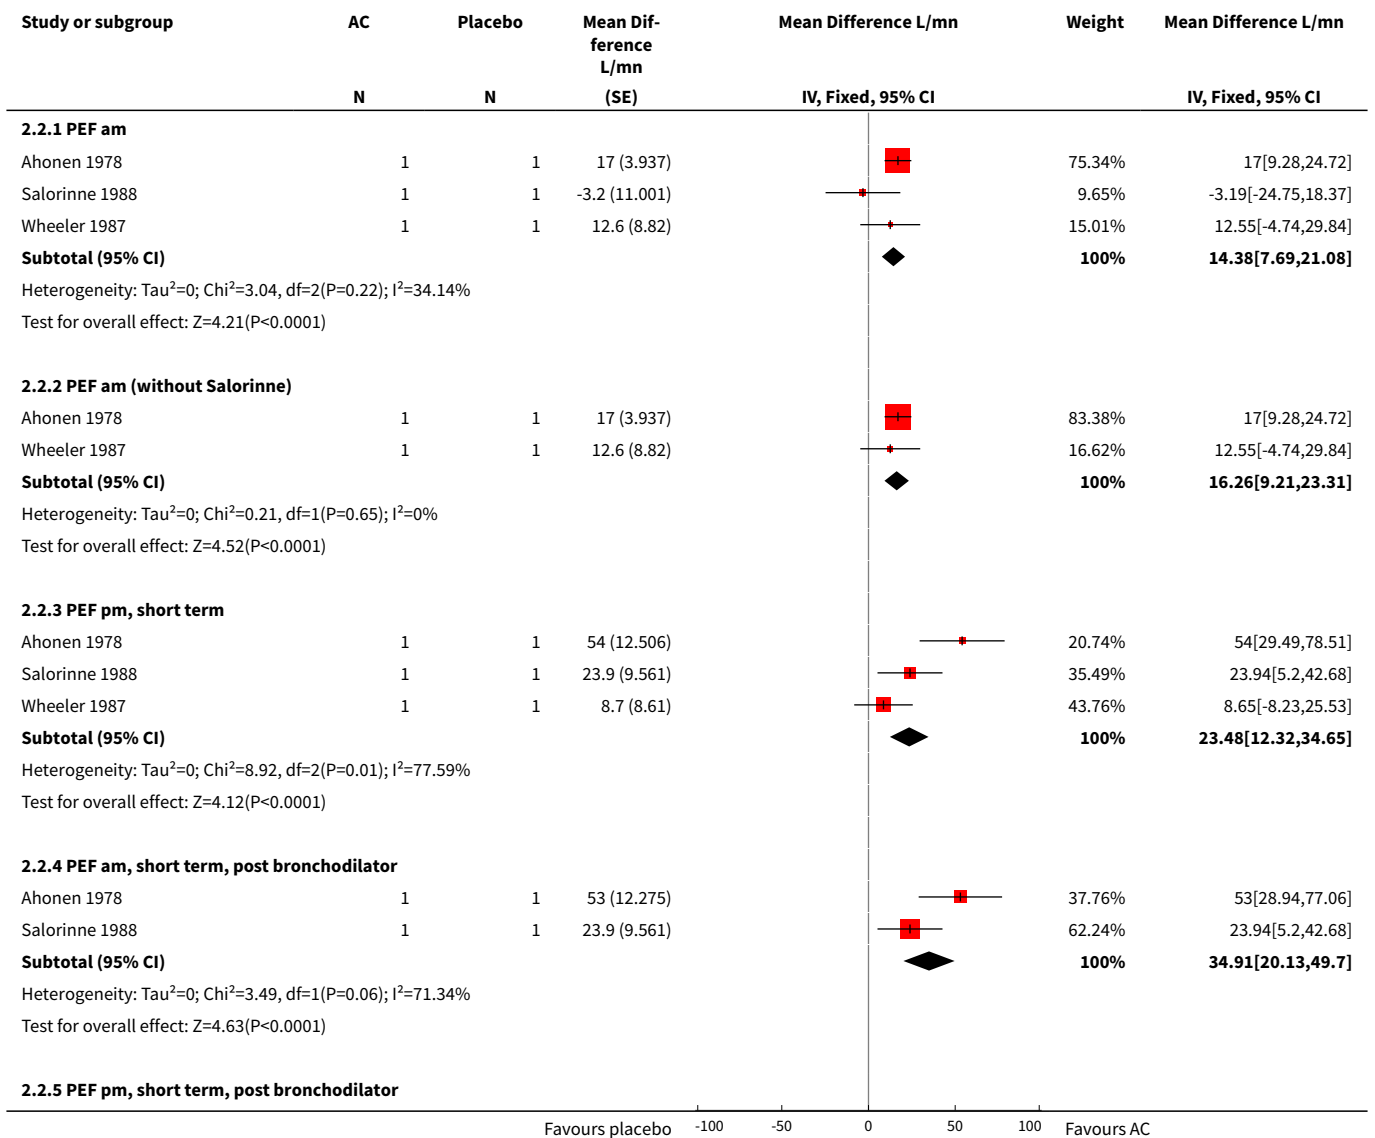 Study or subgroup AC Placebo Mean Dif- Mean Difference L/mn Weight Mean Difference L/mn
ference
L/mn
N N (SE) IV, Fixed, 95% CI IV, Fixed, 95% CI
2.2.1 PEF am
Ahonen 1978 1 1 17 (3.937) 75.34% 17[9.28,24.72]
Salorinne 1988 1 1 -3.2 (11.001) 9.65% -3.19[-24.75,18.37]
Wheeler 1987 1 1 12.6 (8.82) 15.01% 12.55[-4.74,29.84]
Subtotal (95% CI) 100% 14.38[7.69,21.08]
Heterogeneity: Tau²=0; Chi²=3.04, df=2(P=0.22); I²=34.14%
Test for overall effect: Z=4.21(P<0.0001)
2.2.2 PEF am (without Salorinne)
Ahonen 1978 1 1 17 (3.937) 83.38% 17[9.28,24.72]
Wheeler 1987 1 1 12.6 (8.82) 16.62% 12.55[-4.74,29.84]
Subtotal (95% CI) 100% 16.26[9.21,23.31]
Heterogeneity: Tau²=0; Chi²=0.21, df=1(P=0.65); I²=0%
Test for overall effect: Z=4.52(P<0.0001)
2.2.3 PEF pm, short term
Ahonen 1978 1 1 54 (12.506) 20.74% 54[29.49,78.51]
Salorinne 1988 1 1 23.9 (9.561) 35.49% 23.94[5.2,42.68]
Wheeler 1987 1 1 8.7 (8.61) 43.76% 8.65[-8.23,25.53]
Subtotal (95% CI) 100% 23.48[12.32,34.65]
Heterogeneity: Tau²=0; Chi²=8.92, df=2(P=0.01); I²=77.59%
Test for overall effect: Z=4.12(P<0.0001)
2.2.4 PEF am, short term, post bronchodilator
Ahonen 1978 1 1 53 (12.275) 37.76% 53[28.94,77.06]
Salorinne 1988 1 1 23.9 (9.561) 62.24% 23.94[5.2,42.68]
Subtotal (95% CI) 100% 34.91[20.13,49.7]
Heterogeneity: Tau²=0; Chi²=3.49, df=1(P=0.06); I²=71.34%
Test for overall effect: Z=4.63(P<0.0001)
2.2.5 PEF pm, short term, post bronchodilator
Favours placebo -100 -50 0 50 100 Favours AC